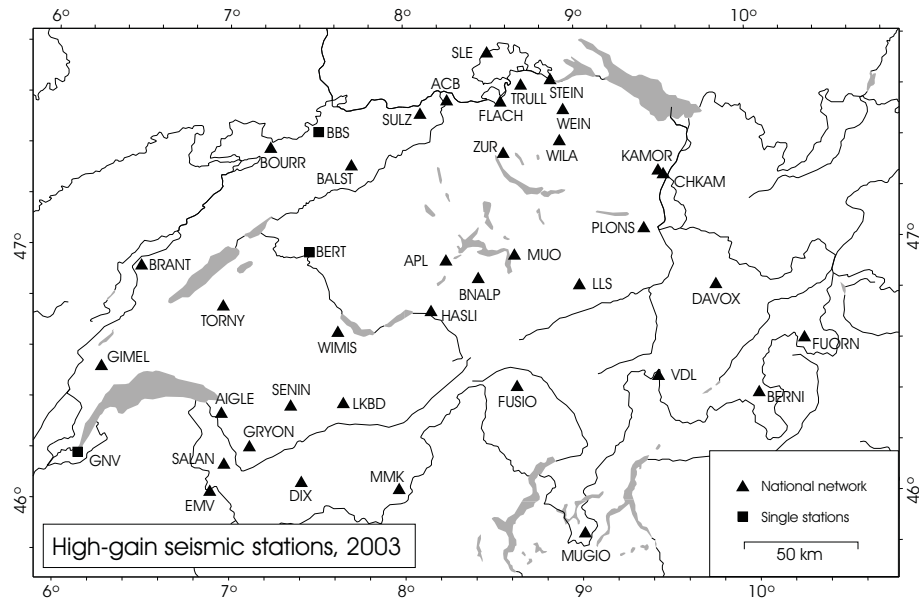 6° 7° 8° 9° 10°
SLE
ACB
STEIN
TRULL
FLACH
SULZ
WEIN
BBS
ZUR
WILA
BOURR
KAMOR
BALST
CHKAM
PLONS
47° 47°
BERT
MUO
APL
BRANT
LLS
BNALP
DAVOX
HASLI
TORNY
WIMIS
FUORN
GIMEL
VDL
SENIN
AIGLE
LKBD
FUSIO
BERNI
GRYON
GNV
SALAN
MMK
DIX
EMV
46° 46°
National network
Single stations
50 km
MUGIO
High-gain seismic stations, 2003
6° 7° 8° 9° 10°